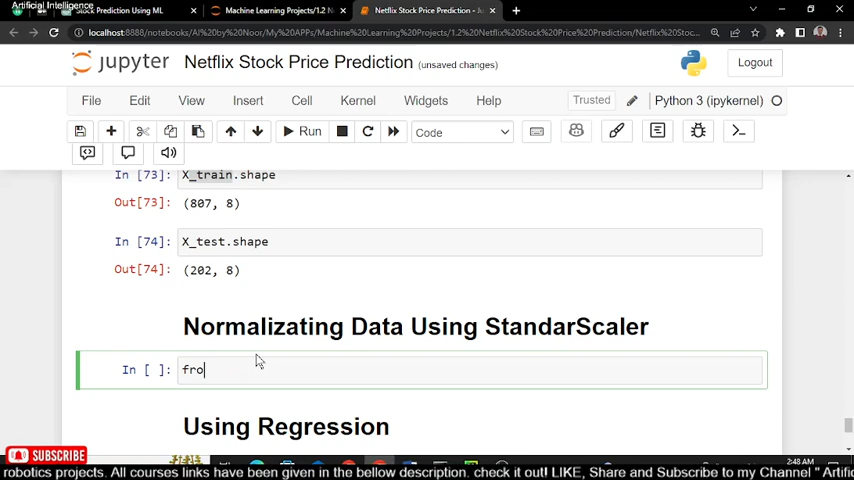 Artificial Intelligence
Stock Prediction Using ML
Machine Learning Projects/1.2 N
Netflix Stock Price Prediction - Ju
localhost:8888/notebooks/AI%20by%20Noor/My%20APPs/Machine%20Learning%20Projects/1.2%20Netflix%20Stock%20Price%20Prediction/Netflix%20Stoc...
jupyter Netflix Stock Price Prediction (unsaved changes)
Logout
File Edit View Insert Cell Kernel Widgets Help
Trusted
Python 3 (ipykernel)
Run
Code
In [73]: X_train.shape
Out[73]: (807, 8)
In [74]: X_test.shape
Out[74]: (202, 8)
Normalizating Data Using StandarScaler
In [ ]: fro
Using Regression
SUBSCRIBE
2:48 AM
robotics projects. All courses links have been given in the bellow description. check it out! LIKE, Share and Subscribe to my Channel " Artific